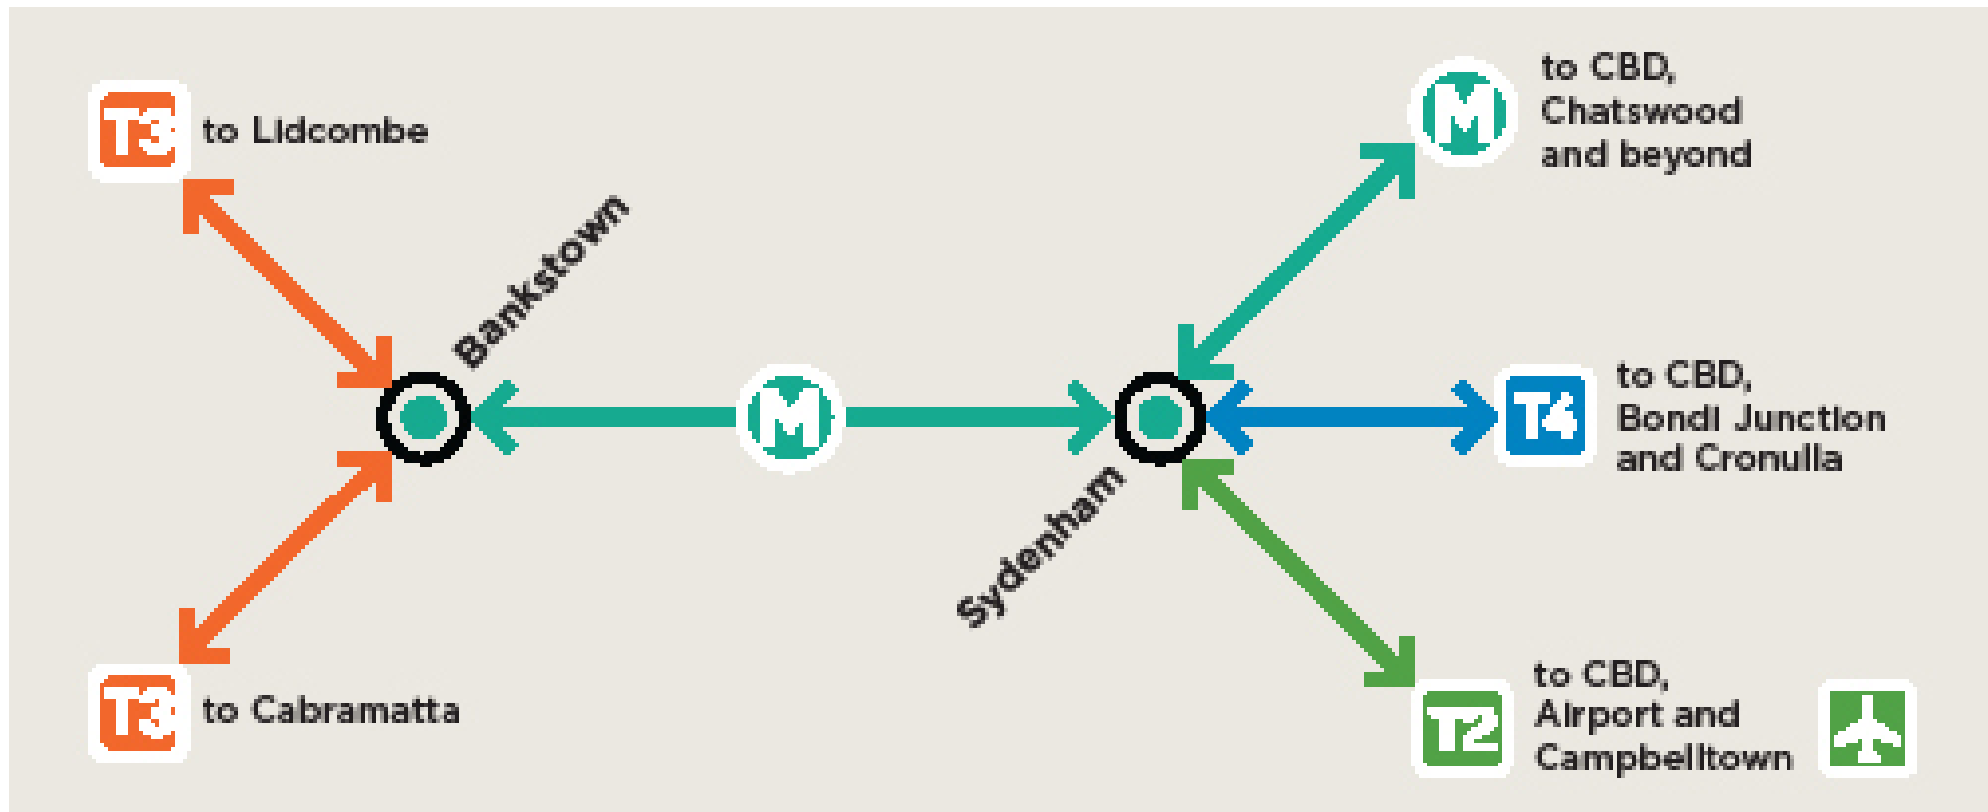 T3 to Lidcombe
Bankstown
M
to CBD,
Chatswood
and beyond
M
Sydenham
T4
to CBD,
Bondi Junction
and Cronulla
T3 to Cabramatta
T2
to CBD,
Airport and
Campbelltown